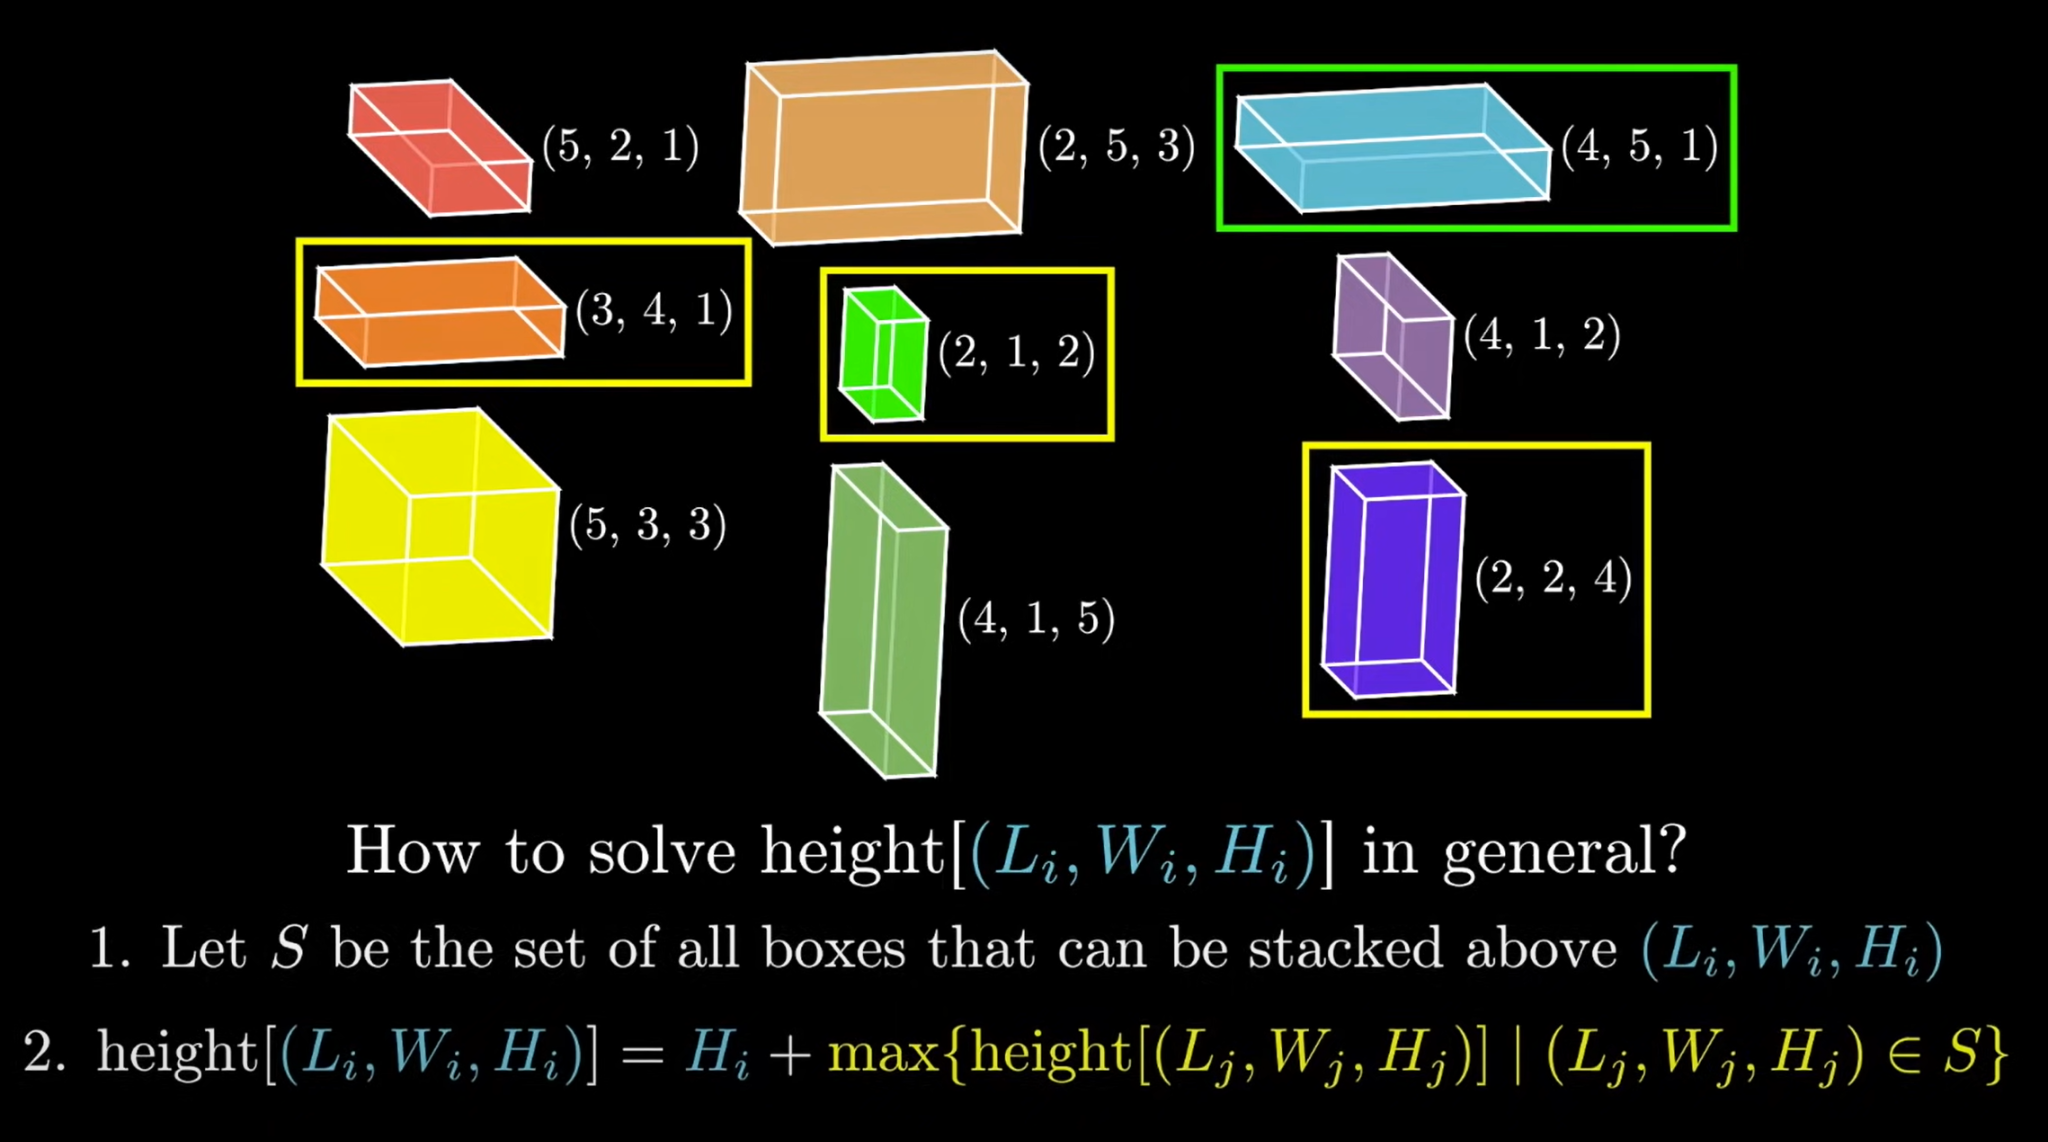 (5, 2, 1)
(2, 5, 3)
(4, 5, 1)
(3, 4, 1)
(2, 1, 2)
(4, 1, 2)
(5, 3, 3)
(4, 1, 5)
(2, 2, 4)
How to solve height[(Lᵢ, Wᵢ, Hᵢ)] in general?
1. Let S be the set of all boxes that can be stacked above (Lᵢ, Wᵢ, Hᵢ)
2. height[(Lᵢ, Wᵢ, Hᵢ)] = Hᵢ + max{height[(Lⱼ, Wⱼ, Hⱼ)] | (Lⱼ, Wⱼ, Hⱼ) ∈ S}